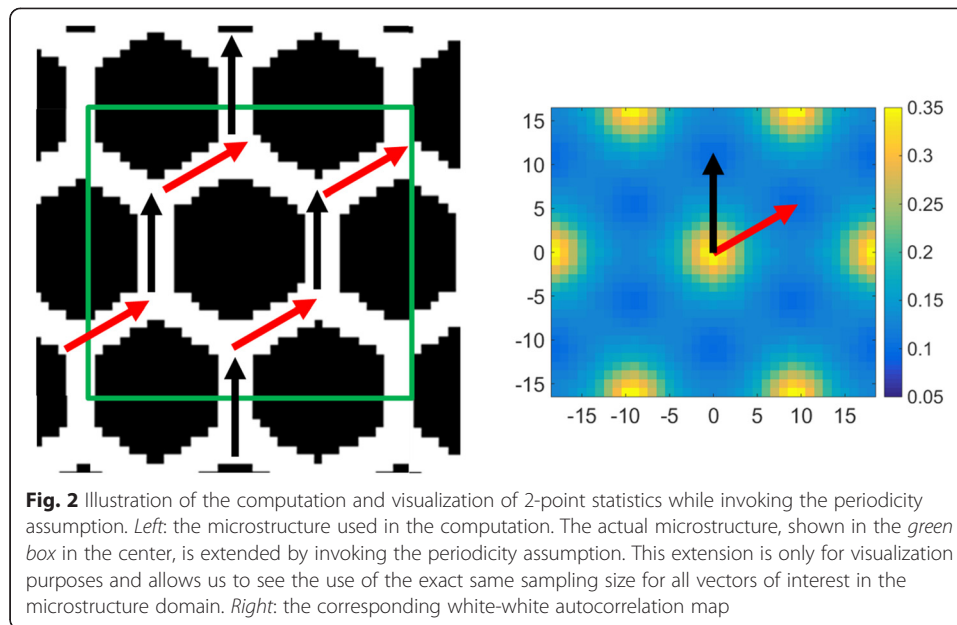 0.35
0.3
0.25
0.2
0.15
0.1
0.05
15
10
5
0
-5
-10
-15
-15 -10 -5 0 5 10 15
Fig. 2 Illustration of the computation and visualization of 2-point statistics while invoking the periodicity
assumption. Left: the microstructure used in the computation. The actual microstructure, shown in the green
box in the center, is extended by invoking the periodicity assumption. This extension is only for visualization
purposes and allows us to see the use of the exact same sampling size for all vectors of interest in the
microstructure domain. Right: the corresponding white-white autocorrelation map